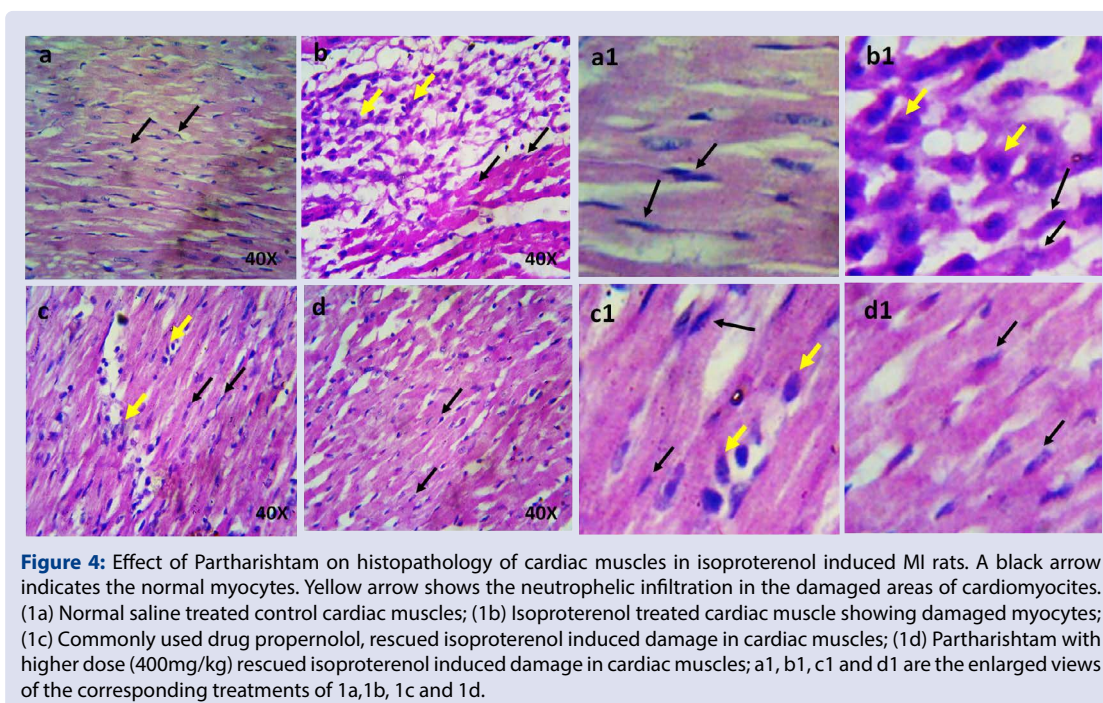 a
b
a1
b1
40X
40X
c
d
c1
d1
40X
40X
Figure 4: Effect of Partharishtam on histopathology of cardiac muscles in isoproterenol induced MI rats. A black arrow
indicates the normal myocytes. Yellow arrow shows the neutrophelic infiltration in the damaged areas of cardiomyocites.
(1a) Normal saline treated control cardiac muscles; (1b) Isoproterenol treated cardiac muscle showing damaged myocytes;
(1c) Commonly used drug propernolol, rescued isoproterenol induced damage in cardiac muscles; (1d) Partharishtam with
higher dose (400mg/kg) rescued isoproterenol induced damage in cardiac muscles; a1, b1, c1 and d1 are the enlarged views
of the corresponding treatments of 1a,1b, 1c and 1d.